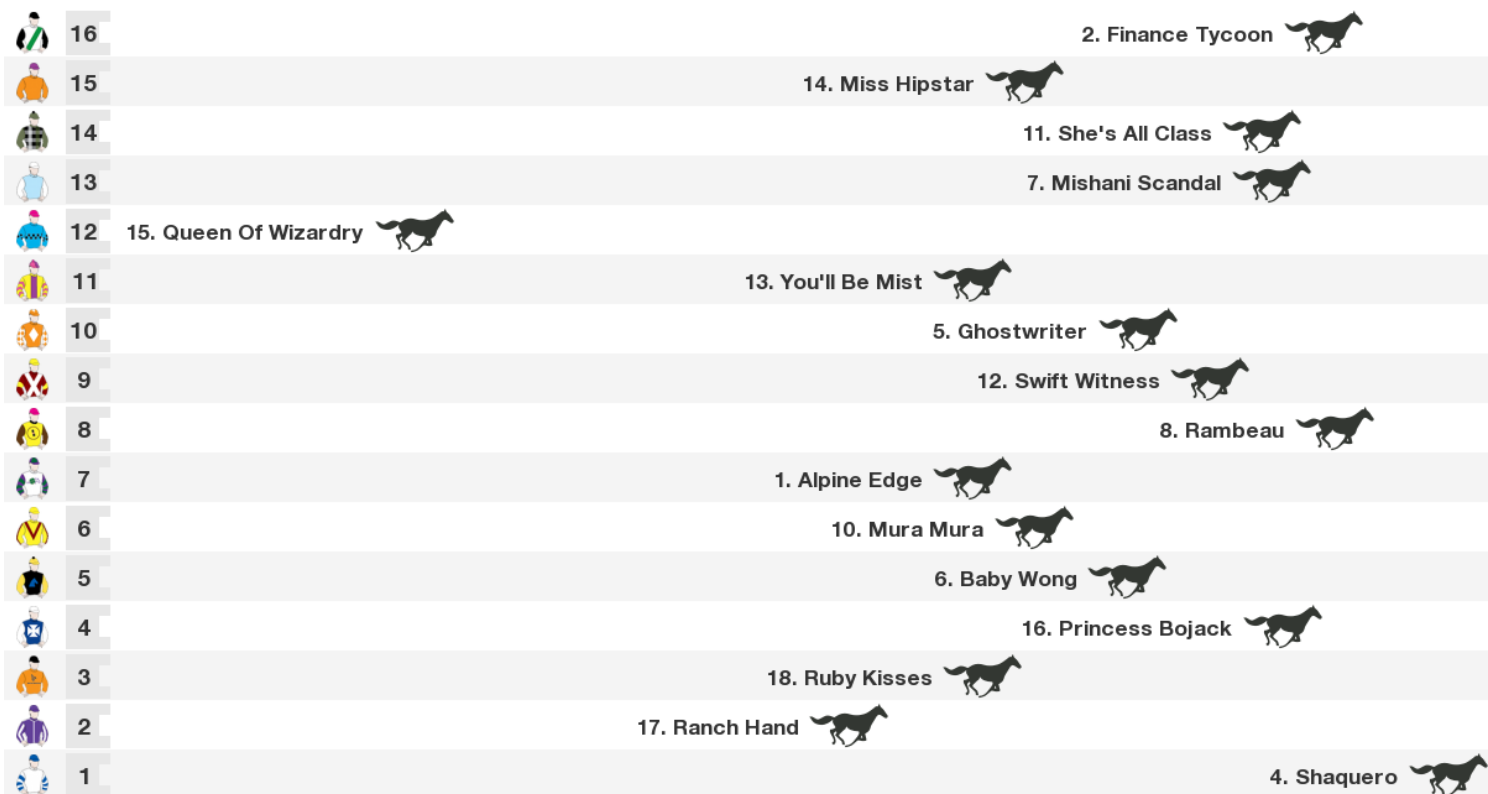 16 2. Finance Tycoon
15 14. Miss Hipstar
14 11. She's All Class
13 7. Mishani Scandal
12 15. Queen Of Wizardry
11 13. You'll Be Mist
10 5. Ghostwriter
9 12. Swift Witness
8 8. Rambeau
7 1. Alpine Edge
6 10. Mura Mura
5 6. Baby Wong
4 16. Princess Bojack
3 18. Ruby Kisses
2 17. Ranch Hand
1 4. Shaquero